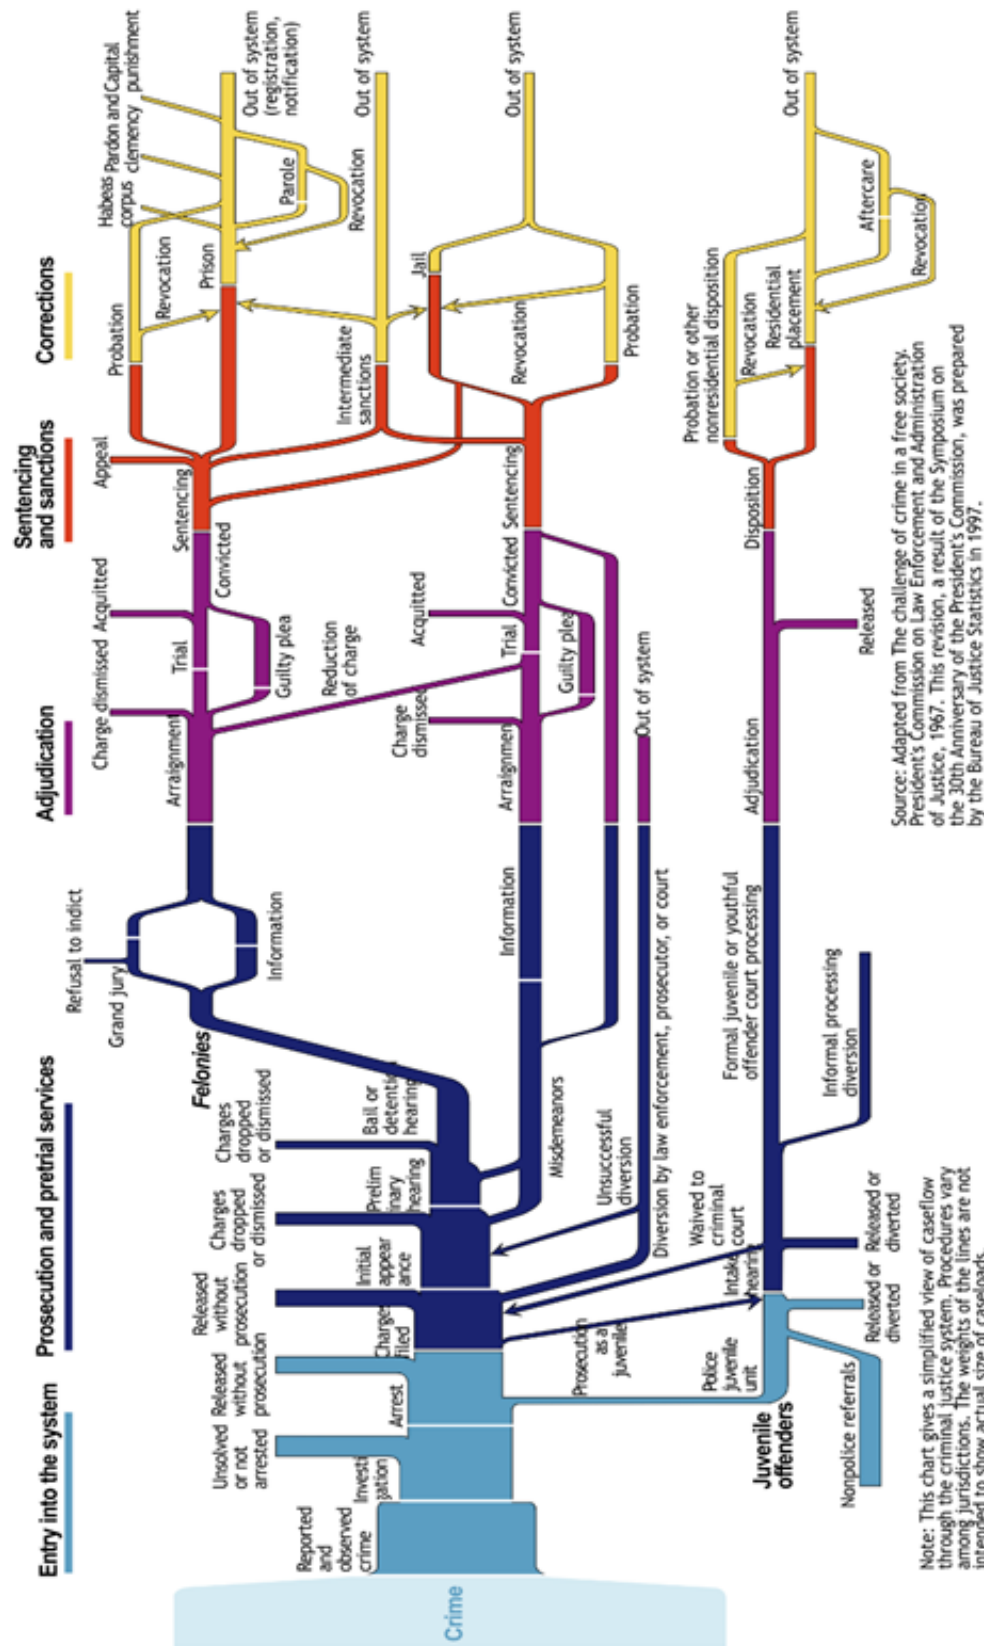 Entry into the system
Prosecution and pretrial services
Adjudication
Sentencing
and sanctions
Corrections
Crime
Reported
and
observed
crime
Investi
gation
Unsolved
or not
arrested
Arrest
Released
without
prosecution
Charges
filed
Released
without
prosecution
Initial
appear
ance
Charges
dropped
or dismissed
Prelim
inary
hearing
Charges
dropped
or dismissed
Bail or
detention
hearing
Felonies
Grand jury
Refusal to indict
Information
Arraignment
Charge dismissed
Trial
Acquitted
Guilty plea
Convicted
Reduction
of charge
Sentencing
Appeal
Probation
Revocation
Prison
Habeas
corpus
Pardon and
clemency
Capital
punishment
Parole
Revocation
Out of system
(registration,
notification)
Intermediate
sanctions
Out of system
Misdemeanors
Information
Arraignment
Charge
dismissed
Trial
Acquitted
Guilty plea
Convicted
Sentencing
Jail
Revocation
Probation
Out of system
Unsuccessful
diversion
Diversion by law enforcement, prosecutor, or court
Out of system
Prosecution
as a
juvenile
Waived to
criminal
court
Police
juvenile
unit
Juvenile
offenders
Nonpolice referrals
Released or
diverted
Intake
hearing
Released or
diverted
Formal juvenile or youthful
offender court processing
Informal processing
diversion
Adjudication
Released
Disposition
Probation or other
nonresidential disposition
Revocation
Residential
placement
Aftercare
Revocation
Out of system
Note: This chart gives a simplified view of caseflow
through the criminal justice system. Procedures vary
among jurisdictions. The weights of the lines are not
intended to show actual size of caseloads.
Source: Adapted from The challenge of crime in a free society.
President's Commission on Law Enforcement and Administration
of Justice, 1967. This revision, a result of the Symposium on
the 30th Anniversary of the President's Commission, was prepared
by the Bureau of Justice Statistics in 1997.